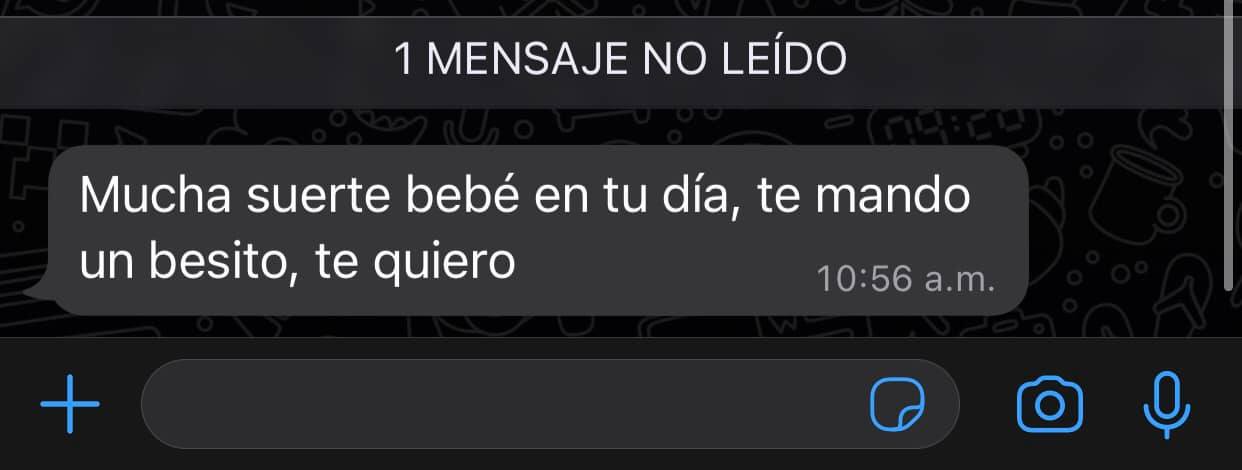 1 MENSAJE NO LEÍDO
Mucha suerte bebé en tu día, te mando
un besito, te quiero
10:56 a.m.